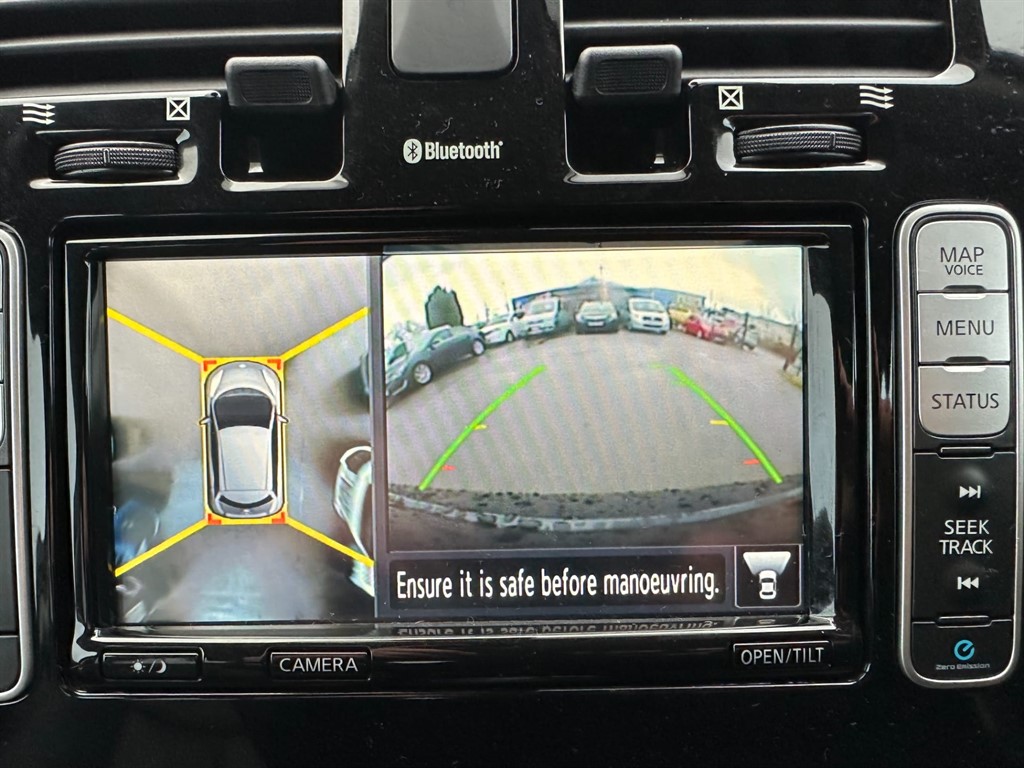 Bluetooth®
MAP
VOICE
MENU
STATUS
SEEK
TRACK
Zero Emission
Ensure it is safe before manoeuvring.
CAMERA
OPEN/TILT